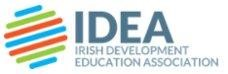 IDEA
IRISH DEVELOPMENT
EDUCATION ASSOCIATION